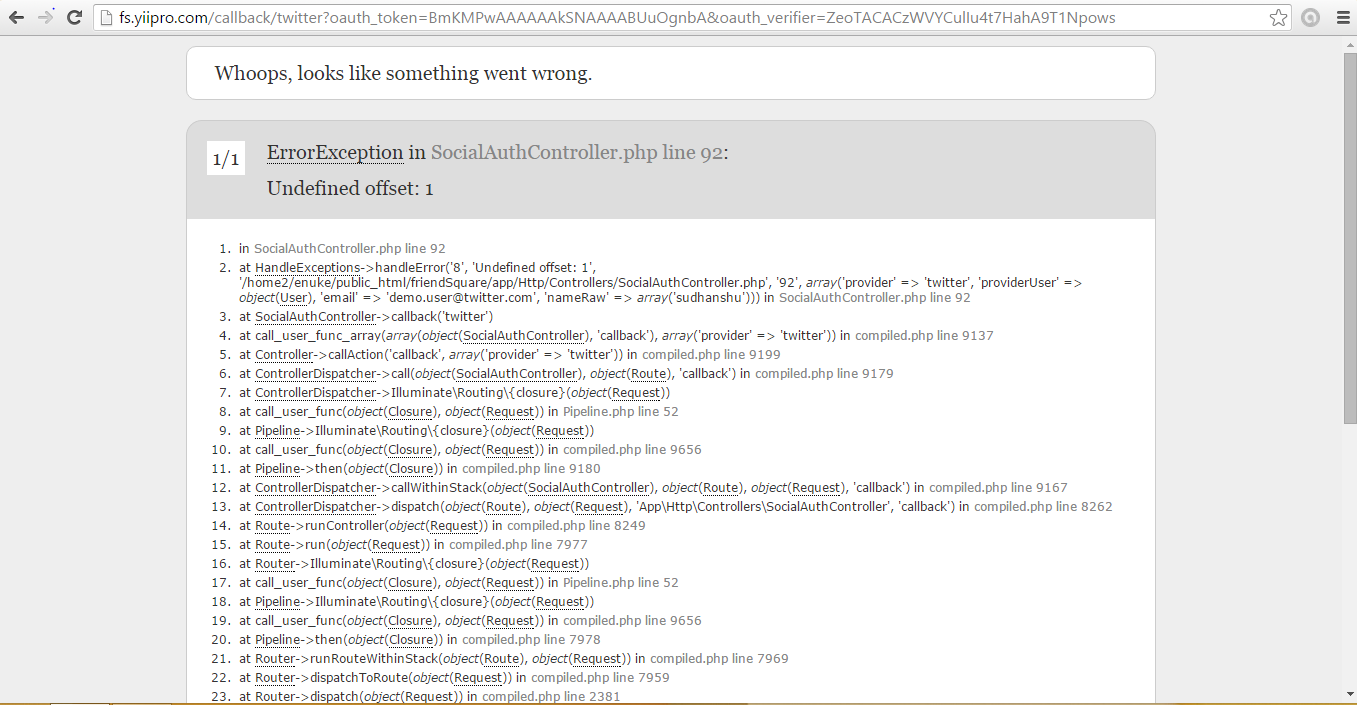 fs.yiipro.com/callback/twitter?oauth_token=BmKMPwAAAAAAkSNAAAABUuOgnbA&oauth_verifier=ZeoTACACzWVYCulIu4t7HahA9T1Npows
Whoops, looks like something went wrong.
1/1
ErrorException in SocialAuthController.php line 92:
Undefined offset: 1
1. in SocialAuthController.php line 92
2. at HandleExceptions->handleError('8', 'Undefined offset: 1',
'/home2/enuke/public_html/friendSquare/app/Http/Controllers/SocialAuthController.php', '92', array('provider' => 'twitter', 'providerUser' =>
object(User), 'email' => 'demo.user@twitter.com', 'nameRaw' => array('sudhanshu'))) in SocialAuthController.php line 92
3. at SocialAuthController->callback('twitter')
4. at call_user_func_array(array(object(SocialAuthController), 'callback'), array('provider' => 'twitter')) in compiled.php line 9137
5. at Controller->callAction('callback', array('provider' => 'twitter')) in compiled.php line 9199
6. at ControllerDispatcher->call(object(SocialAuthController), object(Route), 'callback') in compiled.php line 9179
7. at ControllerDispatcher->Illuminate\Routing\{closure}(object(Request))
8. at call_user_func(object(Closure), object(Request)) in Pipeline.php line 52
9. at Pipeline->Illuminate\Routing\{closure}(object(Request))
10. at call_user_func(object(Closure), object(Request)) in compiled.php line 9656
11. at Pipeline->then(object(Closure)) in compiled.php line 9180
12. at ControllerDispatcher->callWithinStack(object(SocialAuthController), object(Route), object(Request), 'callback') in compiled.php line 9167
13. at ControllerDispatcher->dispatch(object(Route), object(Request), 'App\Http\Controllers\SocialAuthController', 'callback') in compiled.php line 8262
14. at Route->runController(object(Request)) in compiled.php line 8249
15. at Route->run(object(Request)) in compiled.php line 7977
16. at Router->Illuminate\Routing\{closure}(object(Request))
17. at call_user_func(object(Closure), object(Request)) in Pipeline.php line 52
18. at Pipeline->Illuminate\Routing\{closure}(object(Request))
19. at call_user_func(object(Closure), object(Request)) in compiled.php line 9656
20. at Pipeline->then(object(Closure)) in compiled.php line 7978
21. at Router->runRouteWithinStack(object(Route), object(Request)) in compiled.php line 7969
22. at Router->dispatchToRoute(object(Request)) in compiled.php line 7959
23. at Router->dispatch(object(Request)) in compiled.php line 2381